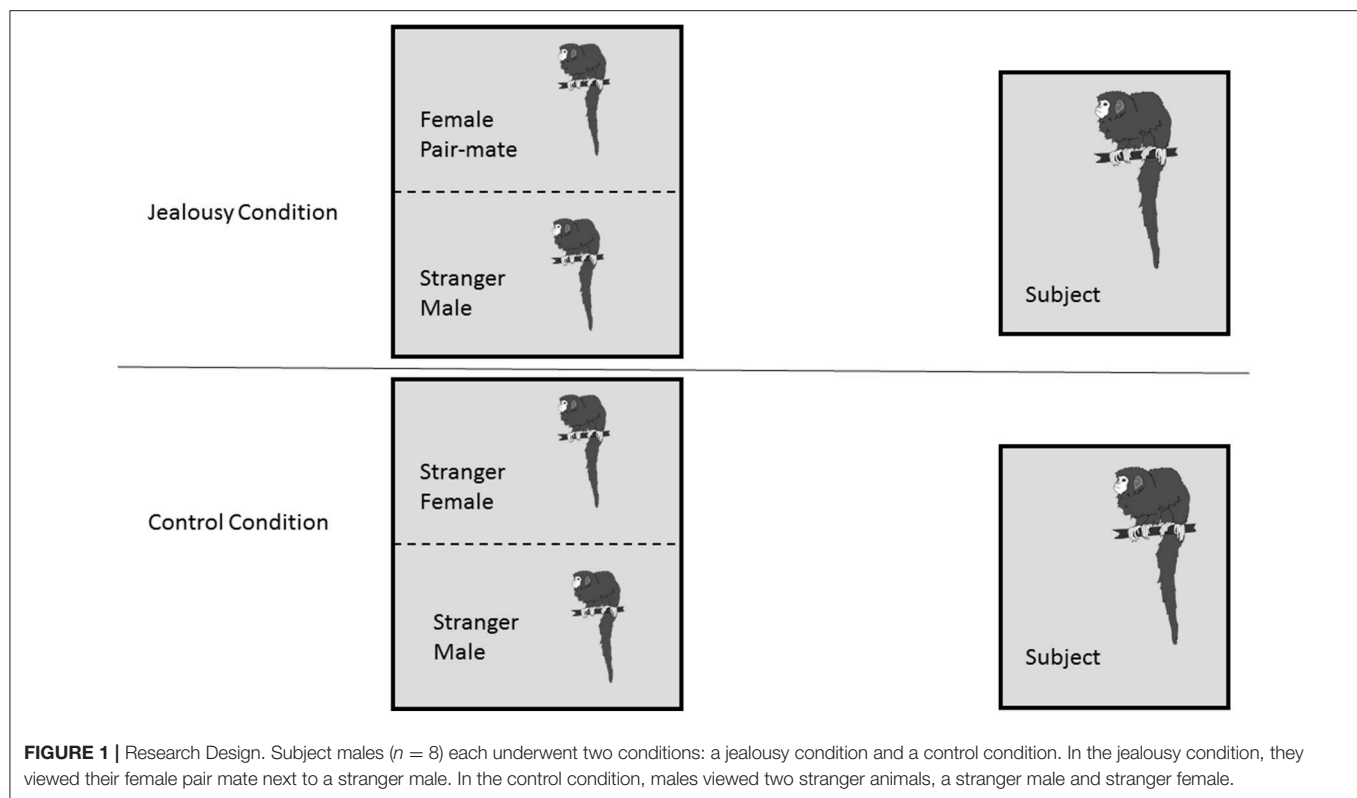 Female
Pair-mate
Jealousy Condition
Stranger
Male
Subject
Stranger
Female
Control Condition
Stranger
Male
Subject
FIGURE 1 | Research Design. Subject males (n = 8) each underwent two conditions: a jealousy condition and a control condition. In the jealousy condition, they
viewed their female pair mate next to a stranger male. In the control condition, males viewed two stranger animals, a stranger male and stranger female.